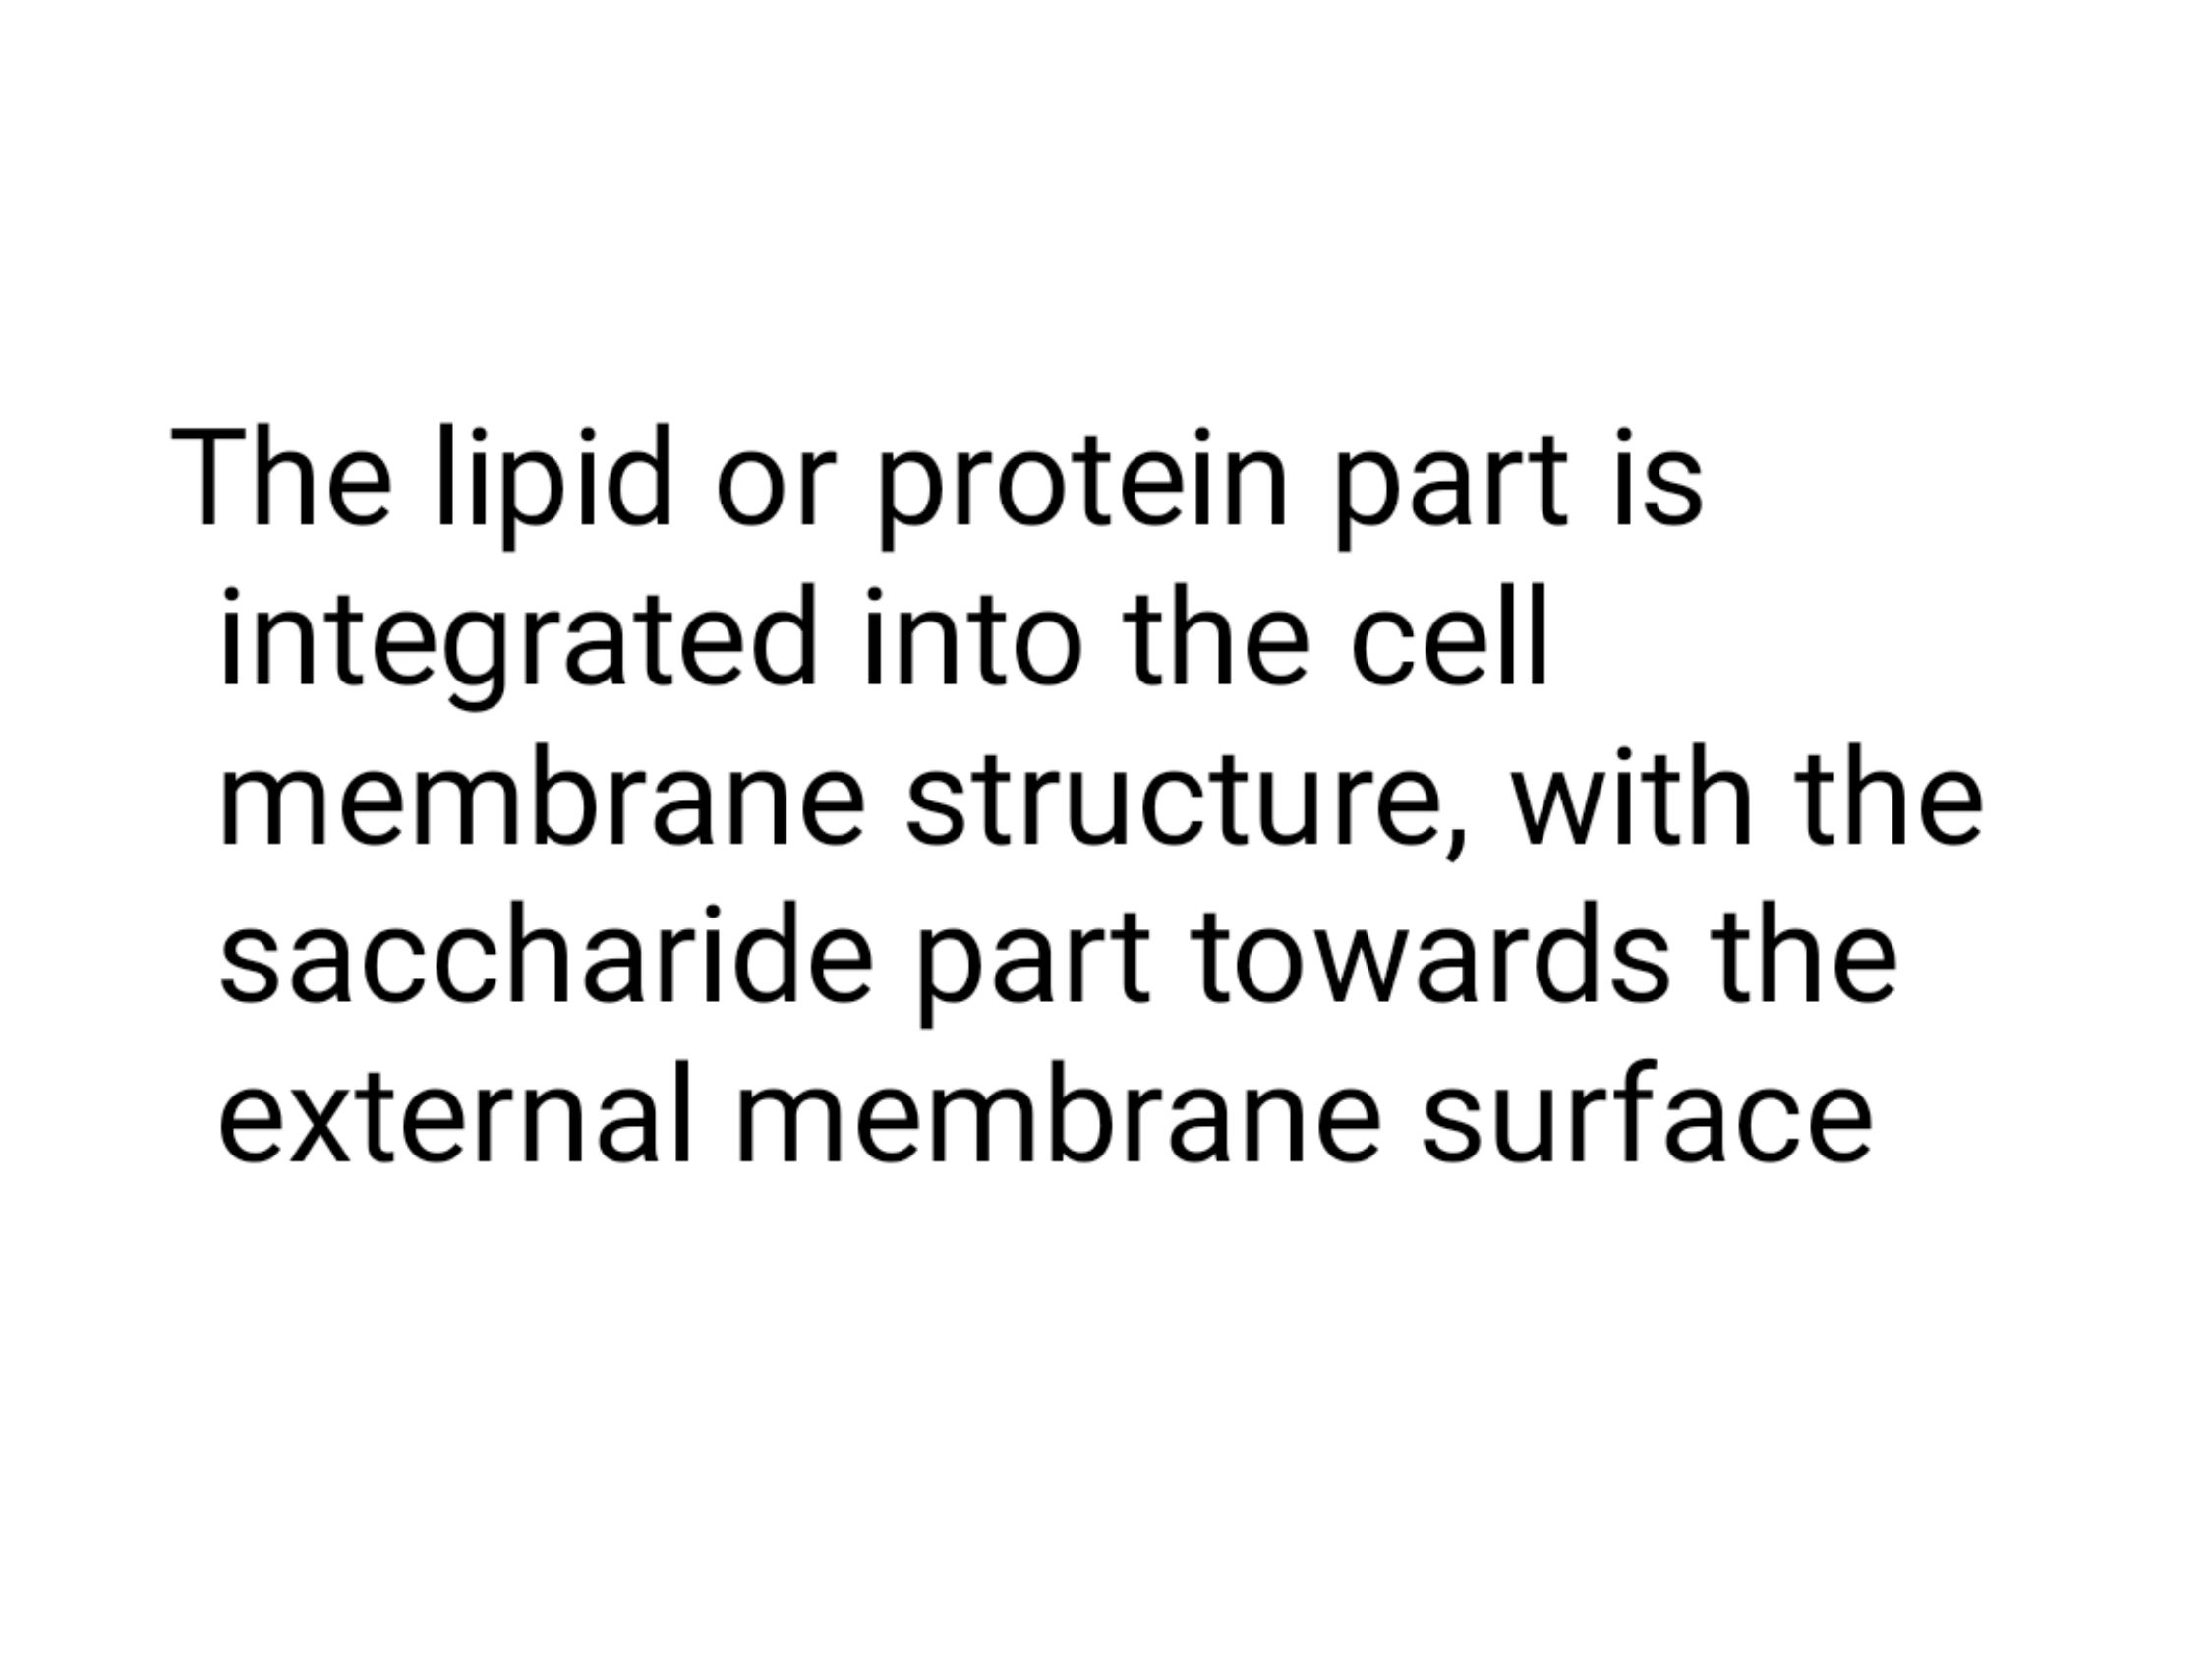 The lipid or protein part is
integrated into the cell
membrane structure, with the
saccharide part towards the
external membrane surface